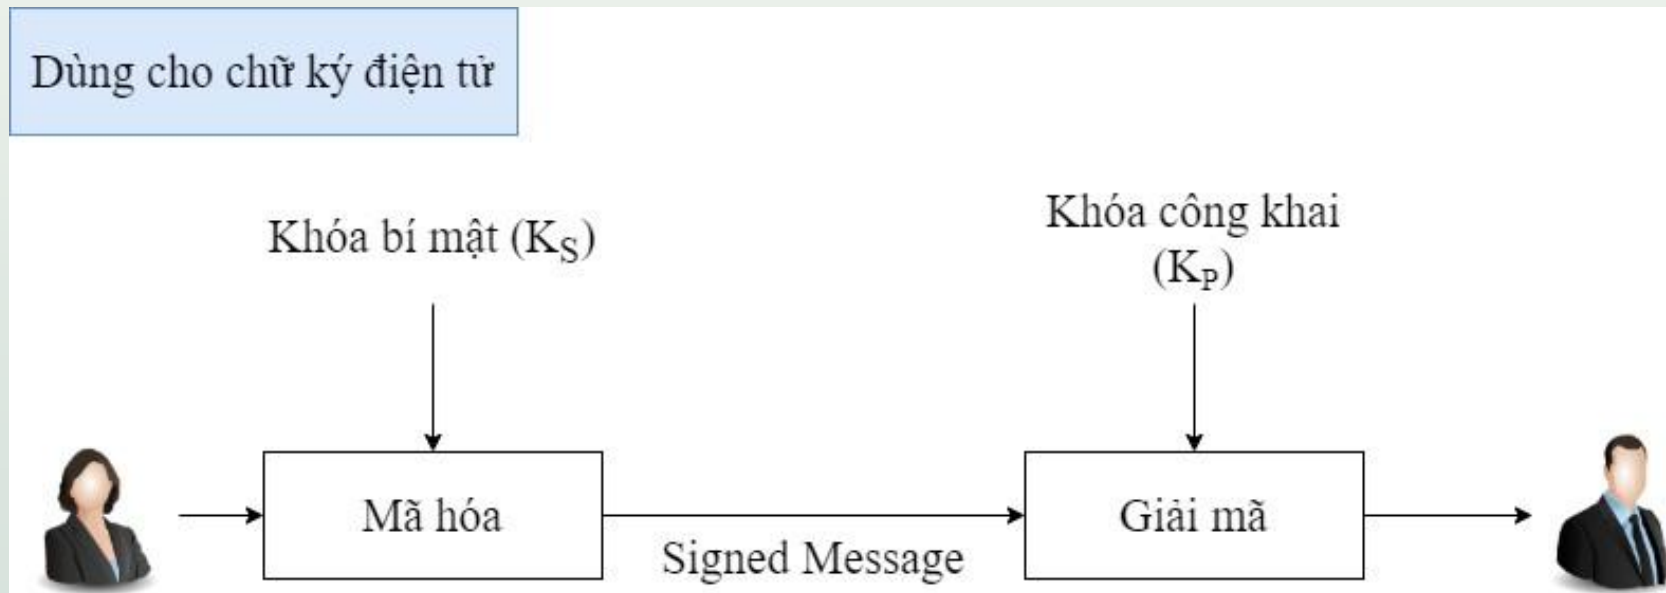 Dùng cho chữ ký điện tử
Khóa bí mật (K_S)
Khóa công khai
(K_P)
Mã hóa
Signed Message
Giải mã